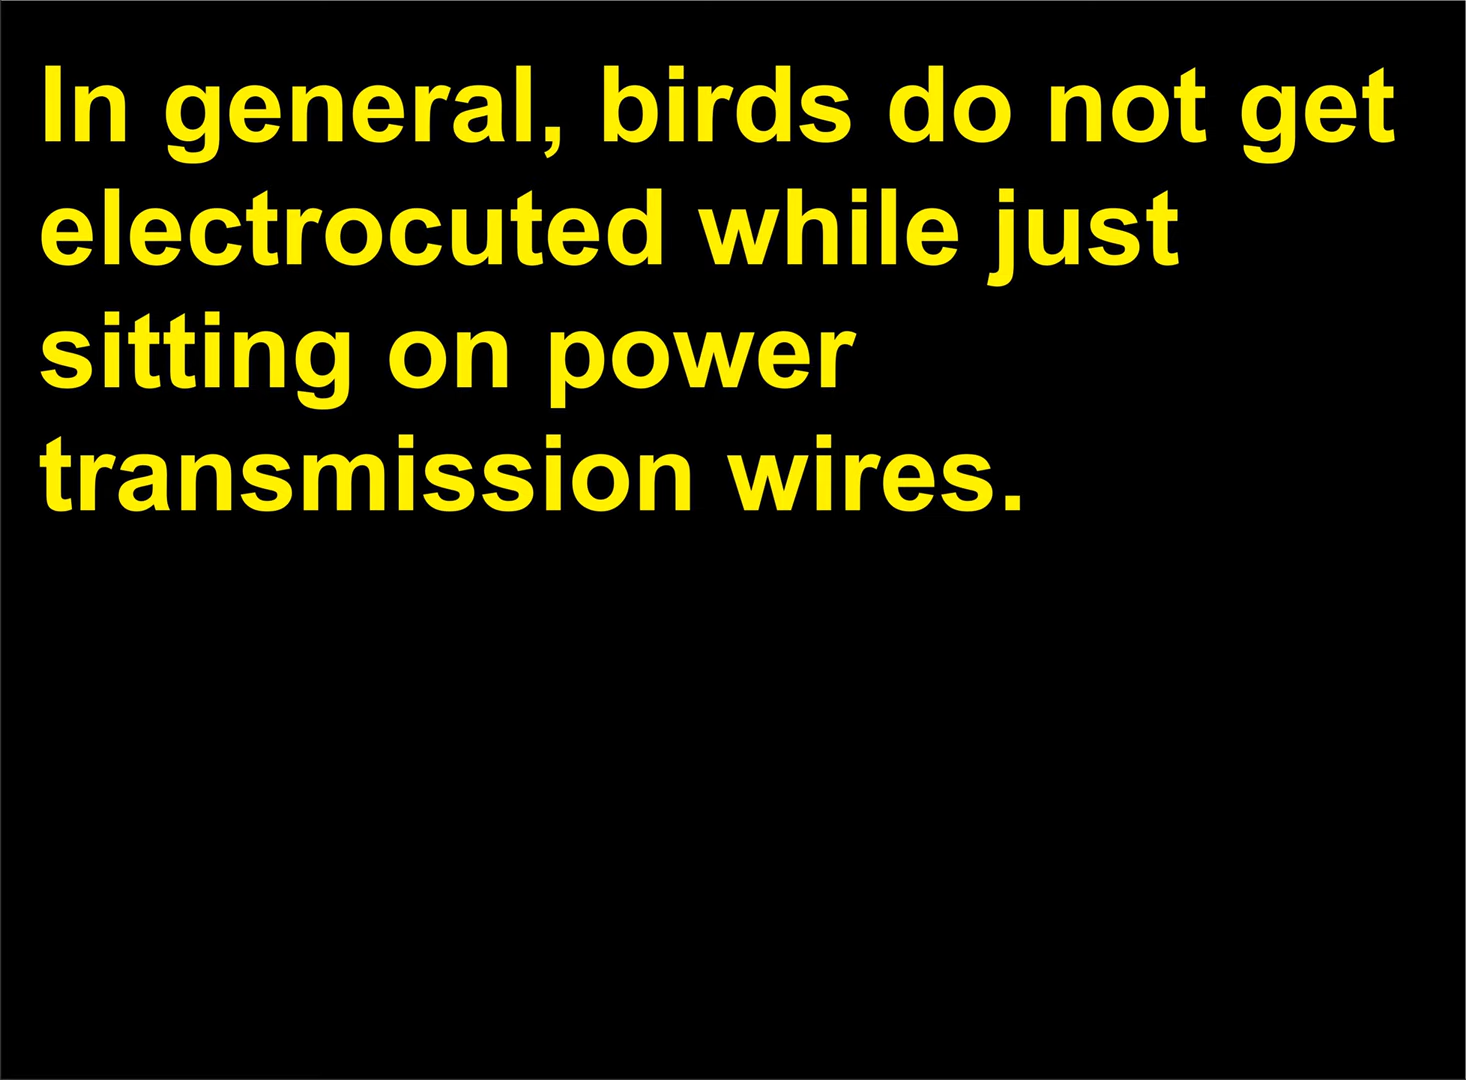 In general, birds do not get
electrocuted while just
sitting on power
transmission wires.